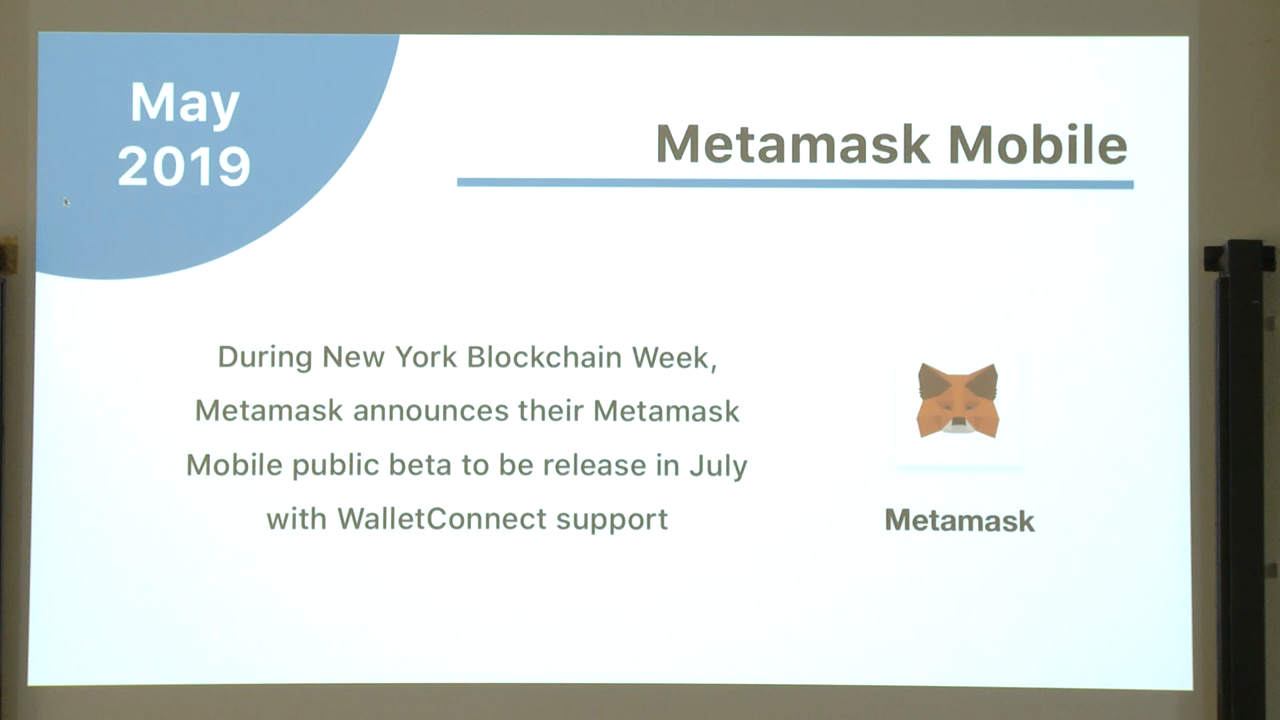 May
2019
Metamask Mobile
During New York Blockchain Week,
Metamask announces their Metamask
Mobile public beta to be release in July
with WalletConnect support
Metamask